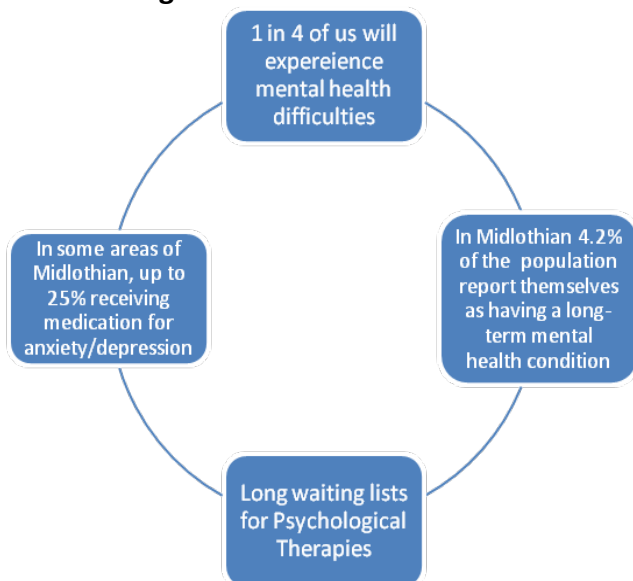 1 in 4 of us will
expereience
mental health
difficulties
In Midlothian 4.2%
of the population
report themselves
as having a long-
term mental
health condition
Long waiting lists
for Psychological
Therapies
In some areas of
Midlothian, up to
25% receiving
medication for
anxiety/depression